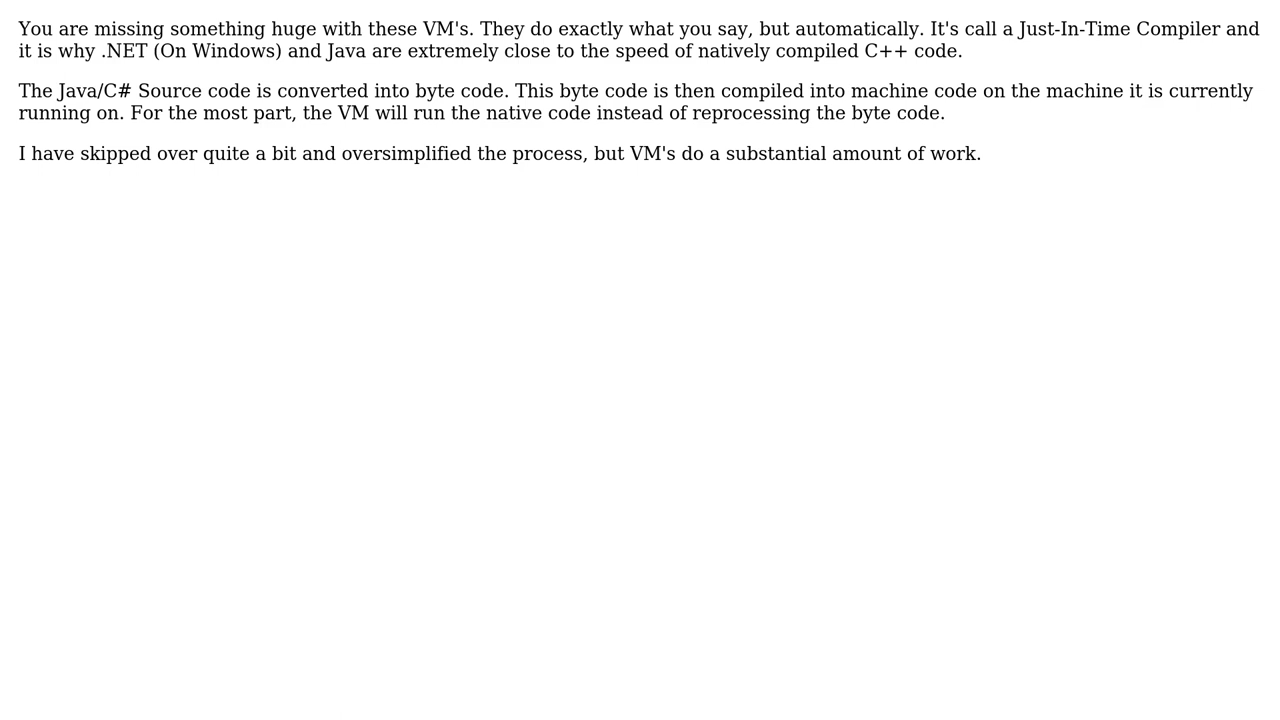 You are missing something huge with these VM's. They do exactly what you say, but automatically. It's call a Just-In-Time Compiler and
it is why .NET (On Windows) and Java are extremely close to the speed of natively compiled C++ code.
The Java/C# Source code is converted into byte code. This byte code is then compiled into machine code on the machine it is currently
running on. For the most part, the VM will run the native code instead of reprocessing the byte code.
I have skipped over quite a bit and oversimplified the process, but VM's do a substantial amount of work.